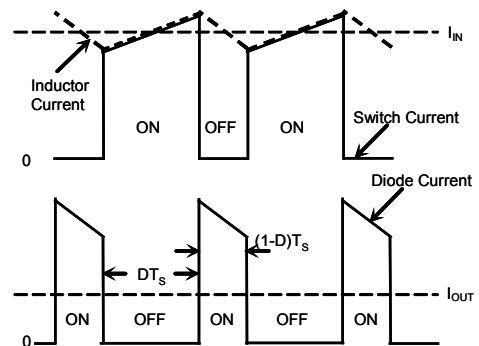 I_IN
Inductor
Current
ON OFF ON
Switch Current
0
Diode Current
(1-D)T_S
DT_S
I_OUT
ON OFF ON OFF ON
0